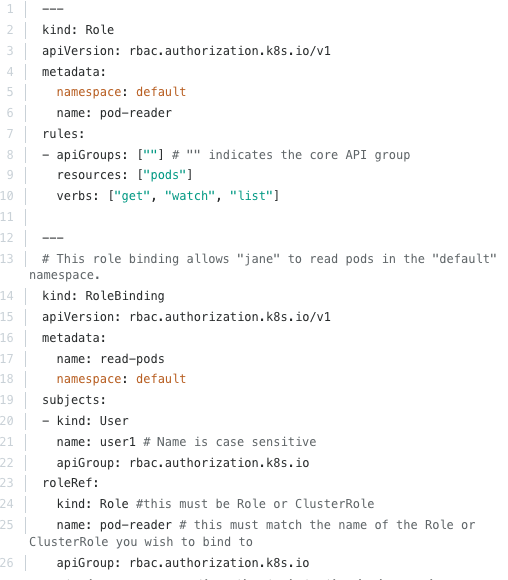 1 ---
2 kind: Role
3 apiVersion: rbac.authorization.k8s.io/v1
4 metadata:
5   namespace: default
6   name: pod-reader
7 rules:
8 - apiGroups: [""] # "" indicates the core API group
9   resources: ["pods"]
10   verbs: ["get", "watch", "list"]
11
12 ---
13 # This role binding allows "jane" to read pods in the "default"
namespace.
14 kind: RoleBinding
15 apiVersion: rbac.authorization.k8s.io/v1
16 metadata:
17   name: read-pods
18   namespace: default
19 subjects:
20 - kind: User
21   name: user1 # Name is case sensitive
22   apiGroup: rbac.authorization.k8s.io
23 roleRef:
24   kind: Role #this must be Role or ClusterRole
25   name: pod-reader # this must match the name of the Role or
ClusterRole you wish to bind to
26   apiGroup: rbac.authorization.k8s.io